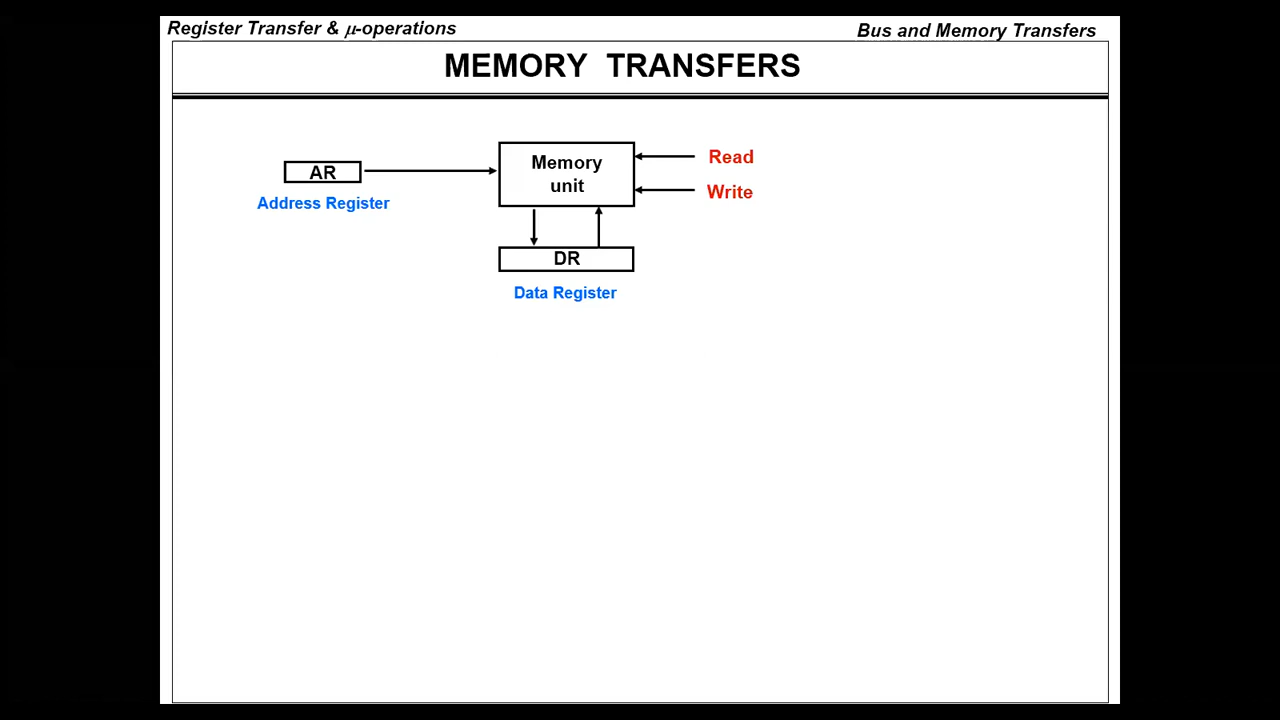 Register Transfer & μ-operations
Bus and Memory Transfers
MEMORY TRANSFERS
AR
Address Register
Memory
unit
Read
Write
DR
Data Register